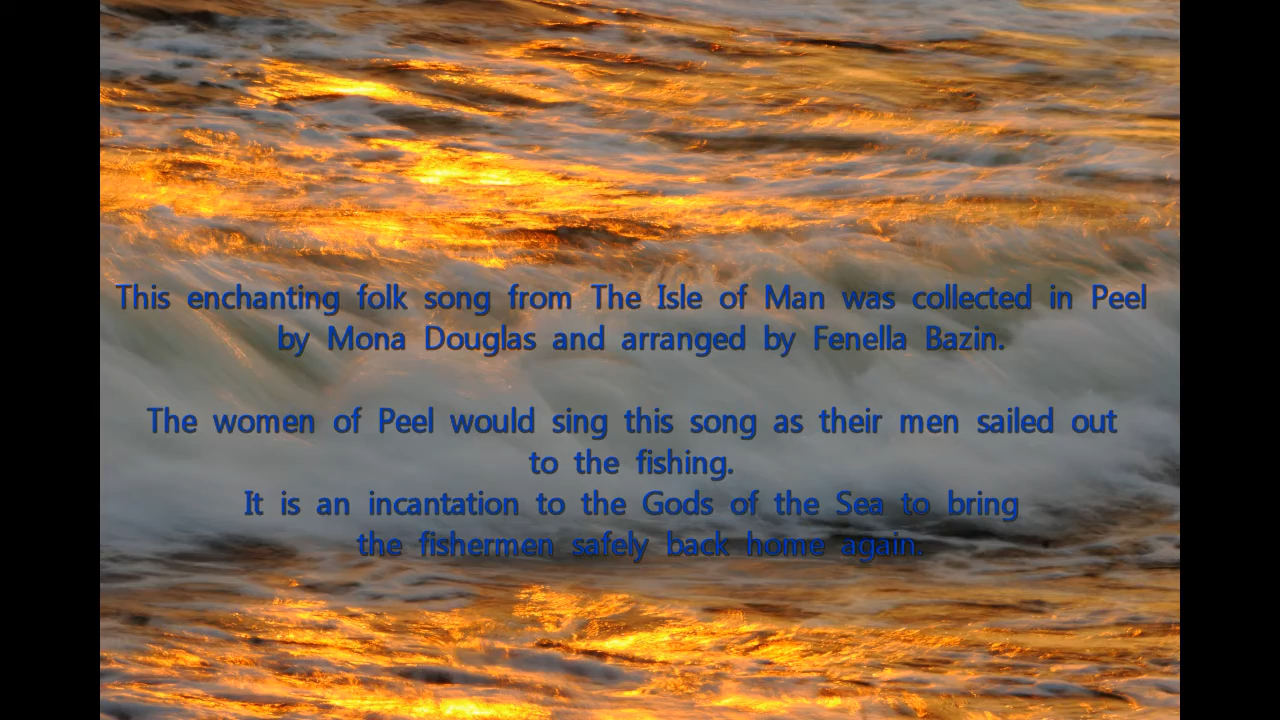 This enchanting folk song from The Isle of Man was collected in Peel
by Mona Douglas and arranged by Fenella Bazin.
The women of Peel would sing this song as their men sailed out
to the fishing.
It is an incantation to the Gods of the Sea to bring
the fishermen safely back home again.